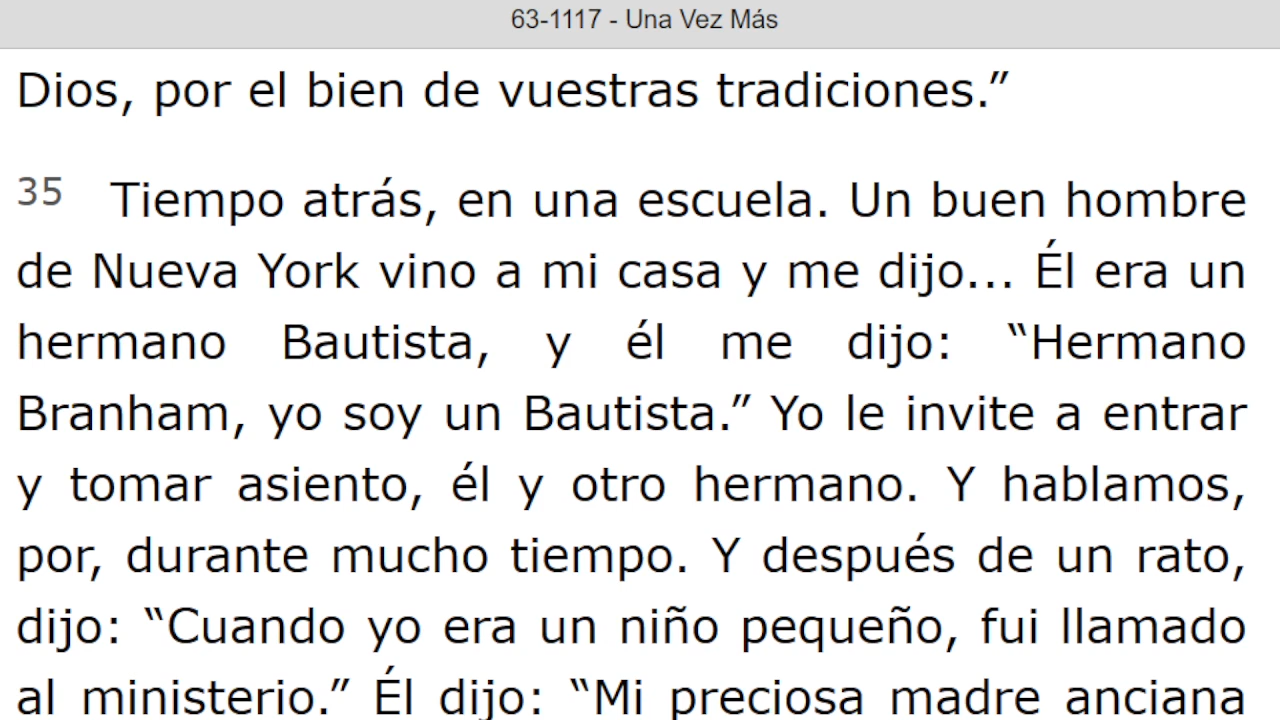 63-1117 - Una Vez Más
Dios, por el bien de vuestras tradiciones.”
35 Tiempo atrás, en una escuela. Un buen hombre
de Nueva York vino a mi casa y me dijo... Él era un
hermano Bautista, y él me dijo: “Hermano
Branham, yo soy un Bautista.” Yo le invite a entrar
y tomar asiento, él y otro hermano. Y hablamos,
por, durante mucho tiempo. Y después de un rato,
dijo: “Cuando yo era un niño pequeño, fui llamado
al ministerio.” Él dijo: “Mi preciosa madre anciana